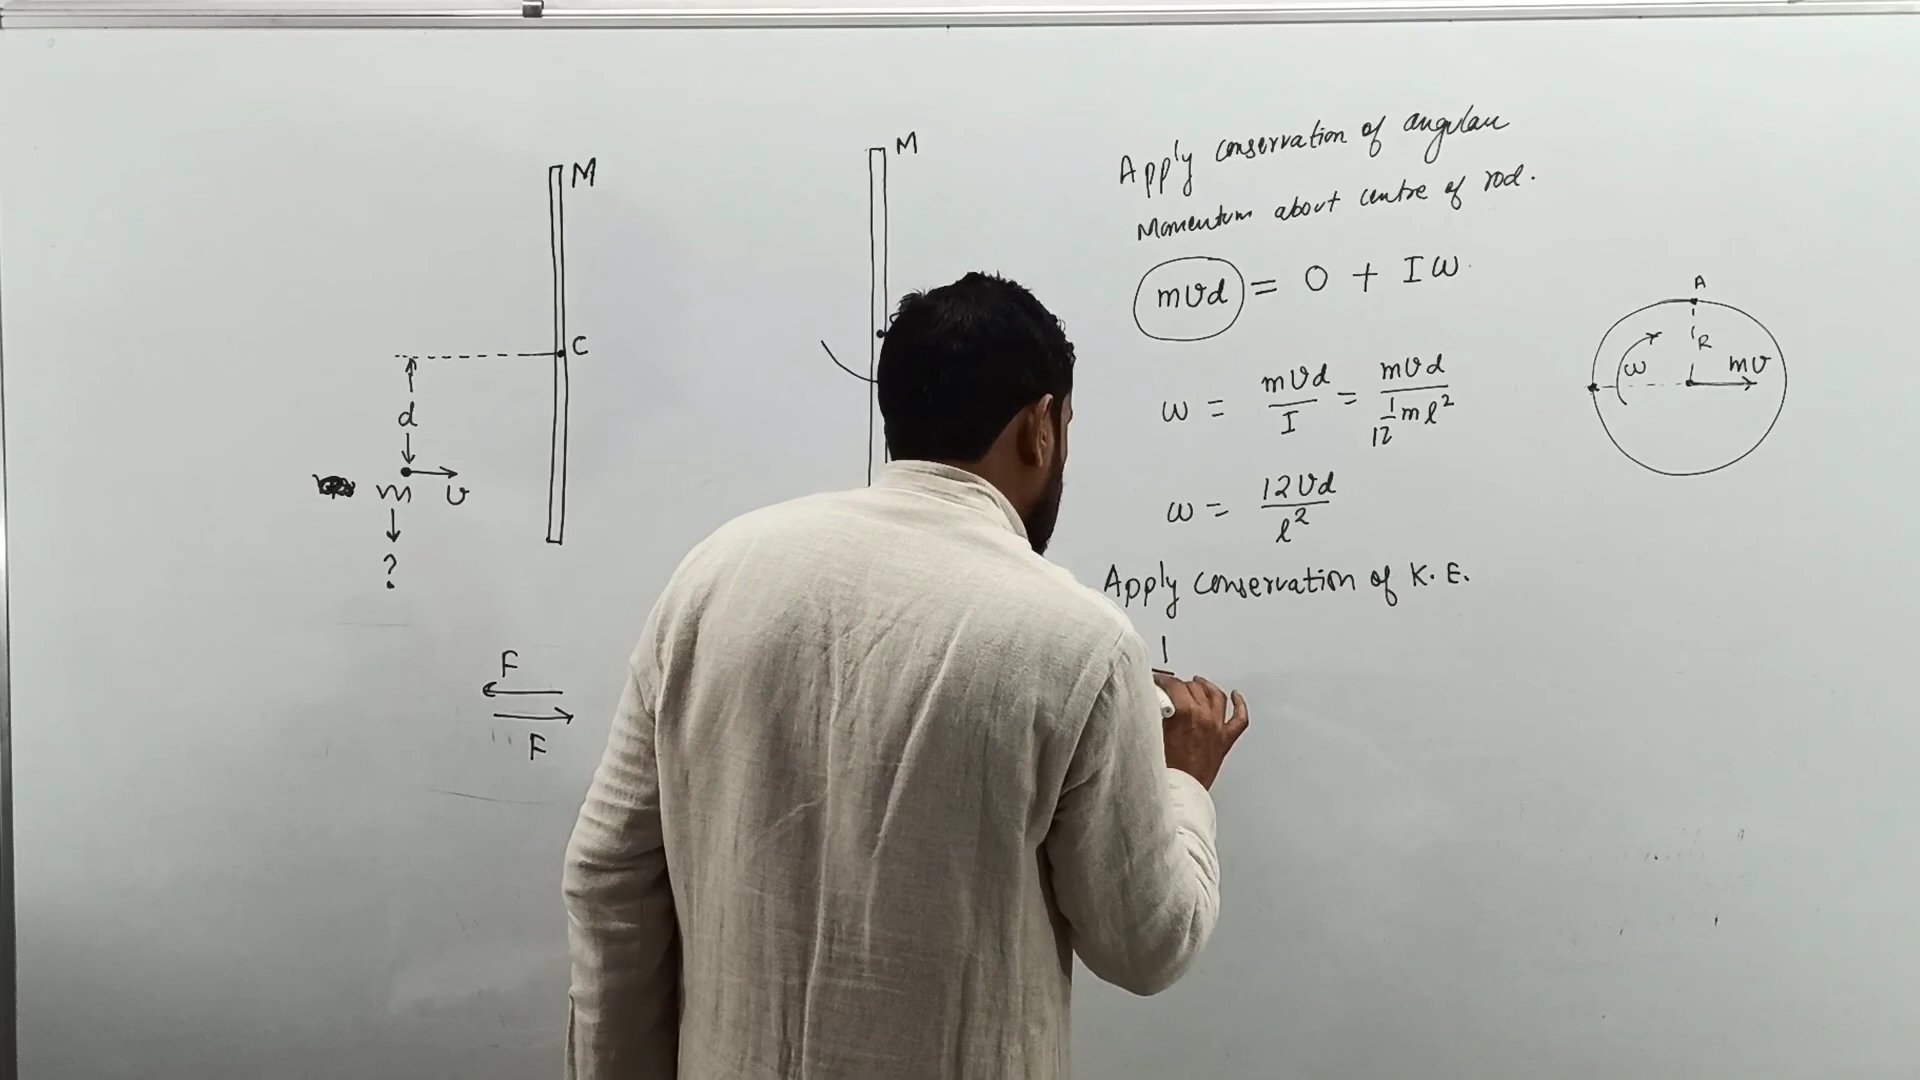 M
C
d
m v
?
F
F
M
Apply conservation of angular
Momentum about centre of rod.
mvd = 0 + Iω
ω = mvd/I = mvd/(1/12 ml²)
ω = 12vd/l²
Apply conservation of K.E.
1
A
R
ω
mv